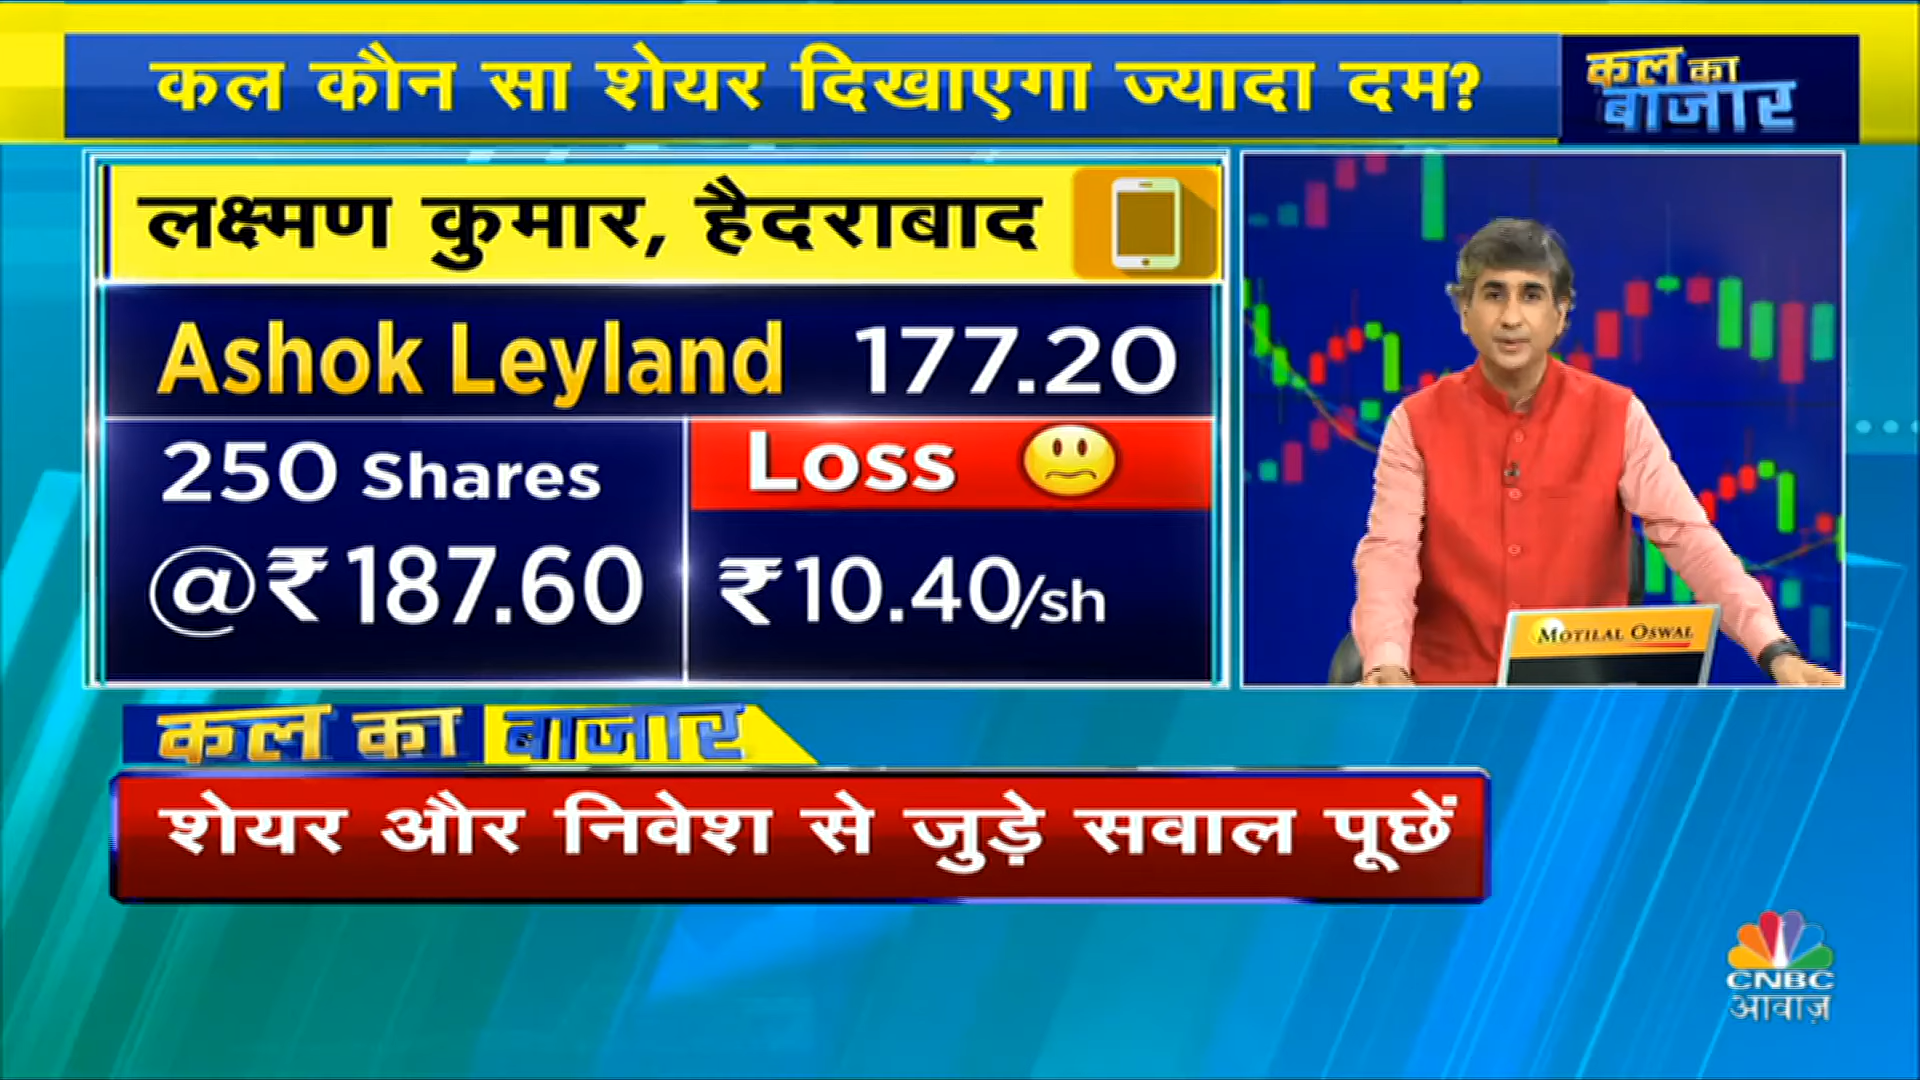 कल कौन सा शेयर दिखाएगा ज्यादा दम?
कल का
बाजार
लक्ष्मण कुमार, हैदराबाद
Ashok Leyland 177.20
250 Shares
@₹187.60
Loss
₹10.40/sh
MOTILAL OSWAL
कल का बाजार
शेयर और निवेश से जुड़े सवाल पूछें
CNBC
आवाज़